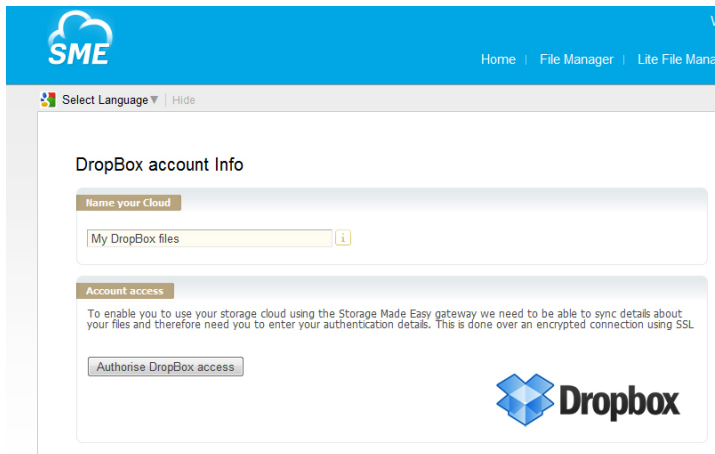 SME
Home | File Manager | Lite File Mana
Select Language ▼ | Hide
DropBox account Info
Name your Cloud
My DropBox files
i
Account access
To enable you to use your storage cloud using the Storage Made Easy gateway we need to be able to sync details about
your files and therefore need you to enter your authentication details. This is done over an encrypted connection using SSL
Authorise DropBox access
Dropbox